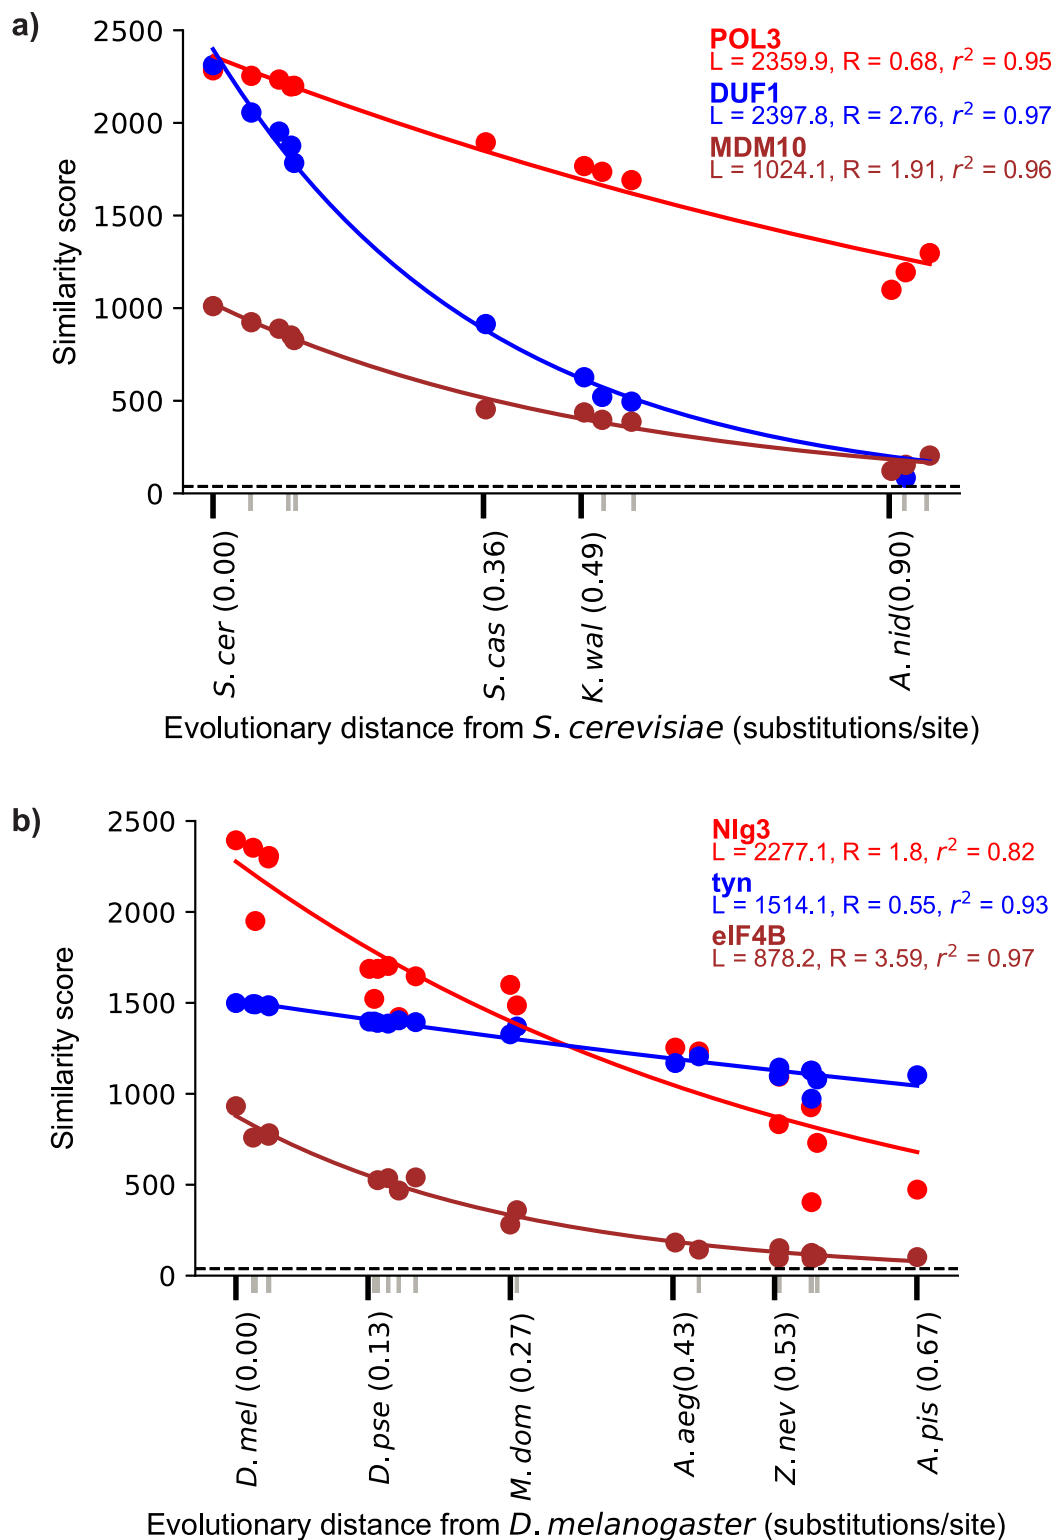 a)
POL3
L = 2359.9, R = 0.68, r² = 0.95
DUF1
L = 2397.8, R = 2.76, r² = 0.97
MDM10
L = 1024.1, R = 1.91, r² = 0.96
2500
2000
1500
1000
500
0
Similarity score
S. cer (0.00)
S. cas (0.36)
K. wal (0.49)
A. nid(0.90)
Evolutionary distance from S. cerevisiae (substitutions/site)
b)
Nlg3
L = 2277.1, R = 1.8, r² = 0.82
tyn
L = 1514.1, R = 0.55, r² = 0.93
eIF4B
L = 878.2, R = 3.59, r² = 0.97
2500
2000
1500
1000
500
0
Similarity score
D. mel (0.00)
D. pse (0.13)
M. dom (0.27)
A. aeg(0.43)
Z. nev (0.53)
A. pis (0.67)
Evolutionary distance from D. melanogaster (substitutions/site)